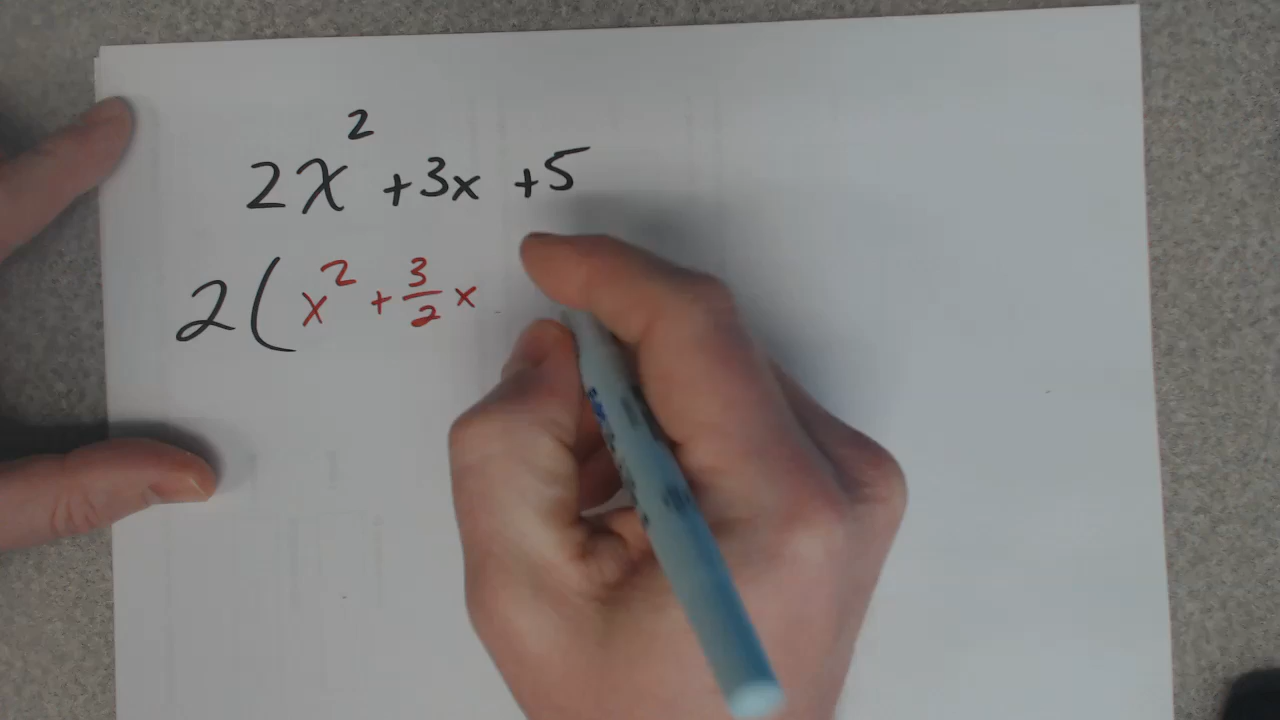 2x² +3x +5
2(x² + 3/2 x